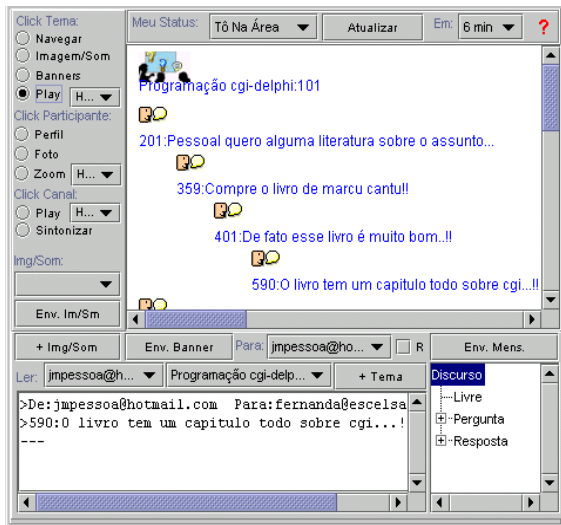 Click Tema:
Navegar
Imagem/Som
Banners
Play H...
Click Participante:
Perfil
Foto
Zoom H...
Click Canal:
Play H...
Sintonizar
Img/Som:
Env. Im/Sm
Meu Status: Tô Na Área Atualizar Em: 6 min ?
Programação cgi-delphi:101
201:Pessoal quero alguma literatura sobre o assunto...
359:Compre o livro de marcu cantu!!
401:De fato esse livro é muito bom..!!
590:O livro tem um capitulo todo sobre cgi...!!
+ Img/Som Env. Banner Para: jmpessoa@ho... R Env. Mens.
Ler: jmpessoa@h... Programação cgi-delp... + Tema
>De:jmpessoa@hotmail.com Para:fernanda@escelsa
>590:O livro tem um capitulo todo sobre cgi...!
---
Discurso
Livre
Pergunta
Resposta